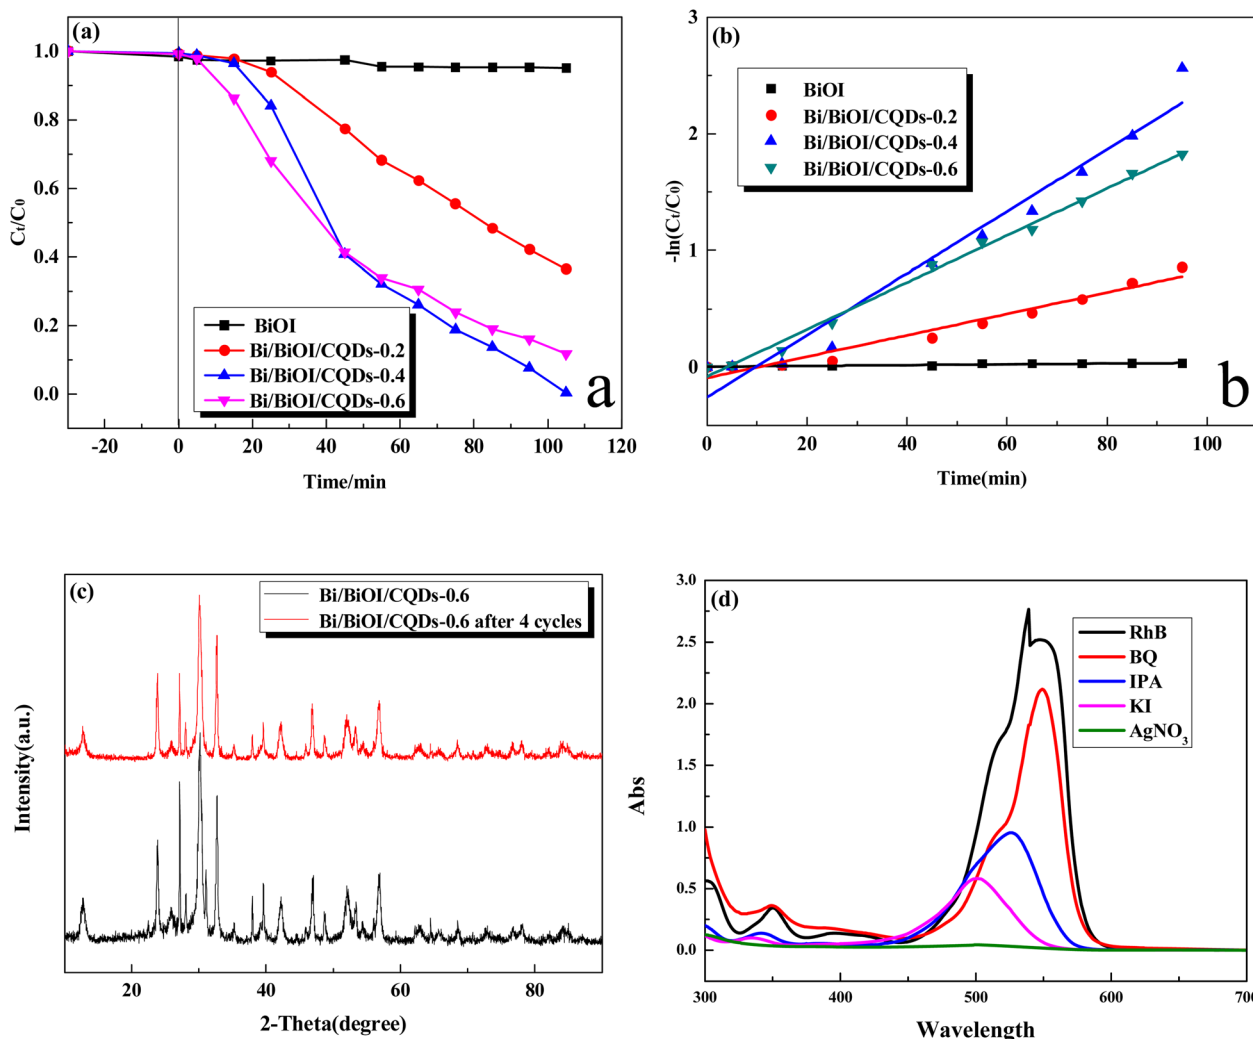 (a)
1.0
0.8
0.6
0.4
0.2
0.0
Cₜ/C₀
BiOI
Bi/BiOI/CQDs-0.2
Bi/BiOI/CQDs-0.4
Bi/BiOI/CQDs-0.6
a
-20 0 20 40 60 80 100 120
Time/min
(b)
3
2
1
0
-ln(Cₜ/C₀)
BiOI
Bi/BiOI/CQDs-0.2
Bi/BiOI/CQDs-0.4
Bi/BiOI/CQDs-0.6
b
0 20 40 60 80 100
Time(min)
(c)
Bi/BiOI/CQDs-0.6
Bi/BiOI/CQDs-0.6 after 4 cycles
Intensity(a.u.)
20 40 60 80
2-Theta(degree)
(d)
3.0
2.5
2.0
1.5
1.0
0.5
0.0
Abs
RhB
BQ
IPA
KI
AgNO₃
300 400 500 600 700
Wavelength